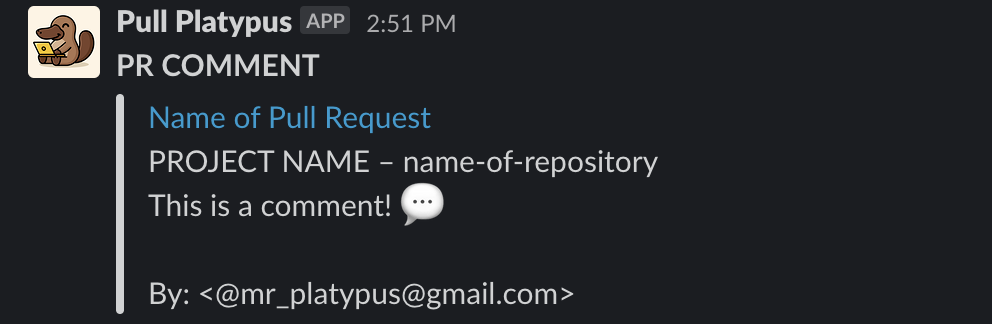 Pull Platypus APP 2:51 PM
PR COMMENT
Name of Pull Request
PROJECT NAME – name-of-repository
This is a comment! 💬
By: <@mr_platypus@gmail.com>